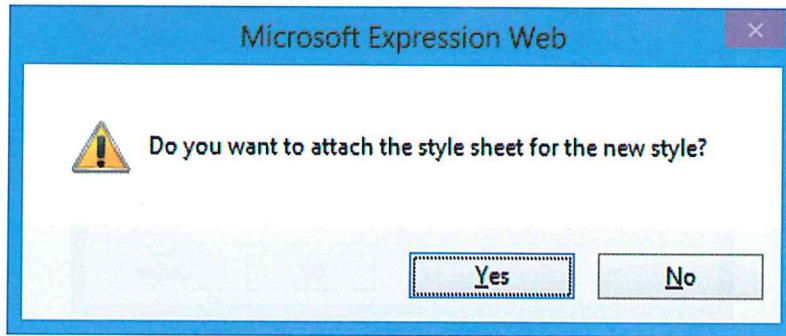 Microsoft Expression Web
Do you want to attach the style sheet for the new style?
Yes
No